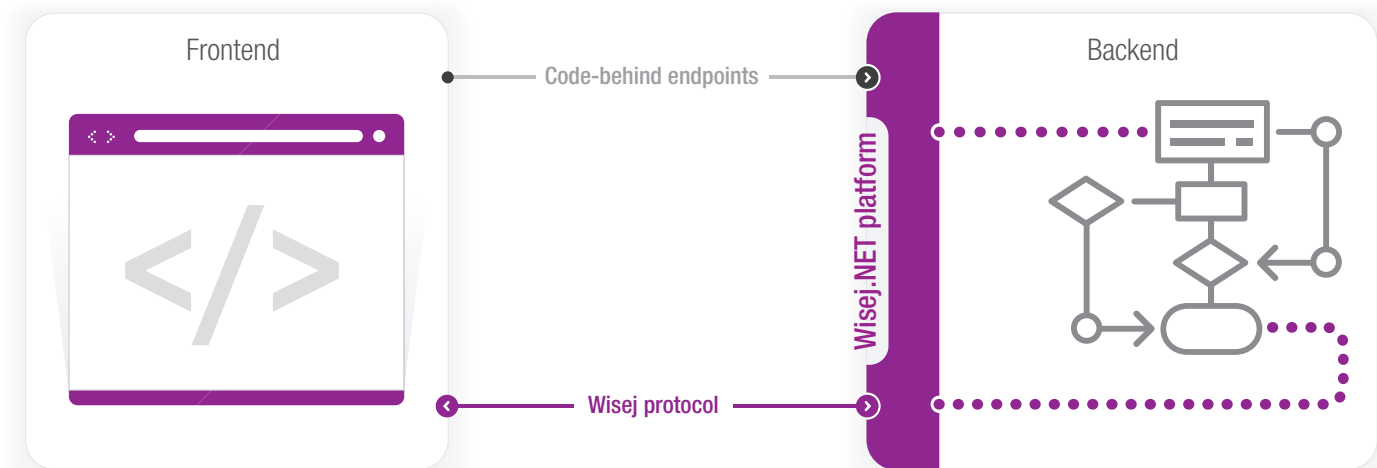 Frontend
Backend
Code-behind endpoints
Wisej.NET platform
Wisej protocol